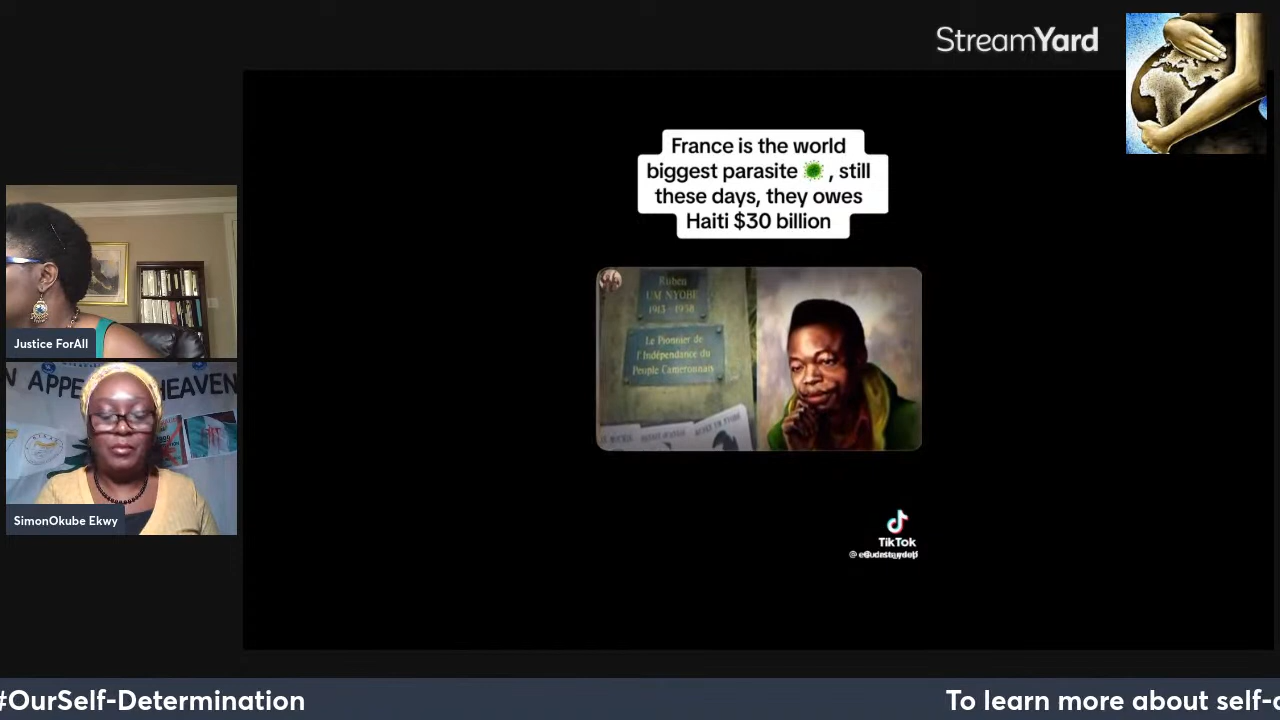 StreamYard
France is the world
biggest parasite 🦠 , still
these days, they owes
Haiti $30 billion
Ruben
UM NYOBE
1913 - 1958
Le Pionnier de
l'Indépendance du
Peuple Camerounais
Justice ForAll
N APPE HEAVEN
SimonOkube Ekwy
TikTok
#OurSelf-Determination
To learn more about self-d